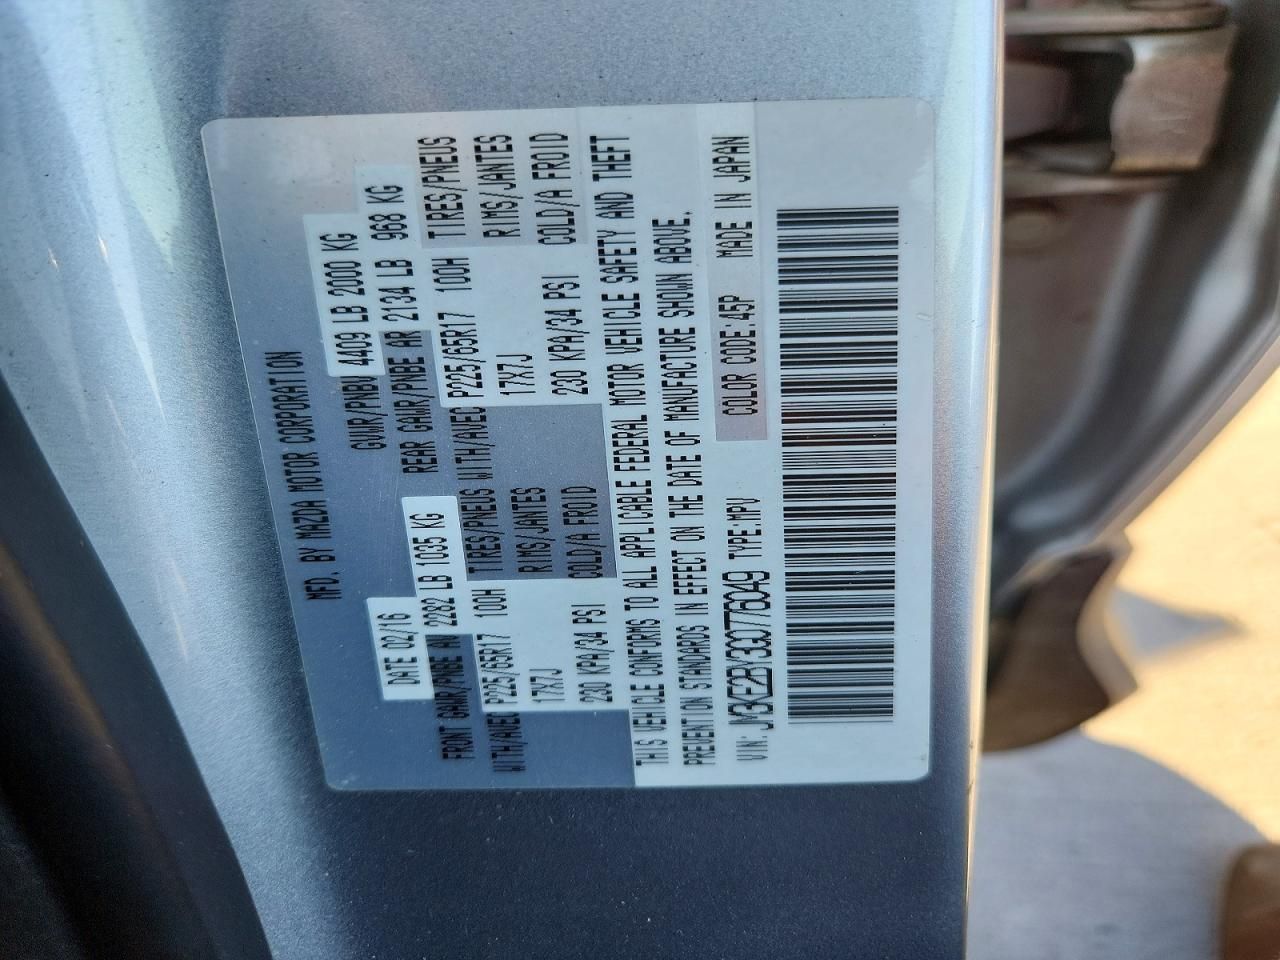 MFD. BY MAZDA MOTOR CORPORATION
DATE 02/16 GVWR/PNBV 4409 LB 2000 KG
FRONT GAWR/PNBE AV 2282 LB 1035 KG REAR GAWR/PNBE AR 2134 LB 968 KG
WITH/AVEC P225/65R17 100H TIRES/PNEUS WITH/AVEC P225/65R17 100H TIRES/PNEUS
17X7J RIMS/JANTES 17X7J RIMS/JANTES
230 KPA/34 PSI COLD/A FROID 230 KPA/34 PSI COLD/A FROID
THIS VEHICLE CONFORMS TO ALL APPLICABLE FEDERAL MOTOR VEHICLE SAFETY AND THEFT
PREVENTION STANDARDS IN EFFECT ON THE DATE OF MANUFACTURE SHOWN ABOVE.
VIN: JM3KE2BY3G0776049 TYPE:MPV COLOR CODE:45P MADE IN JAPAN